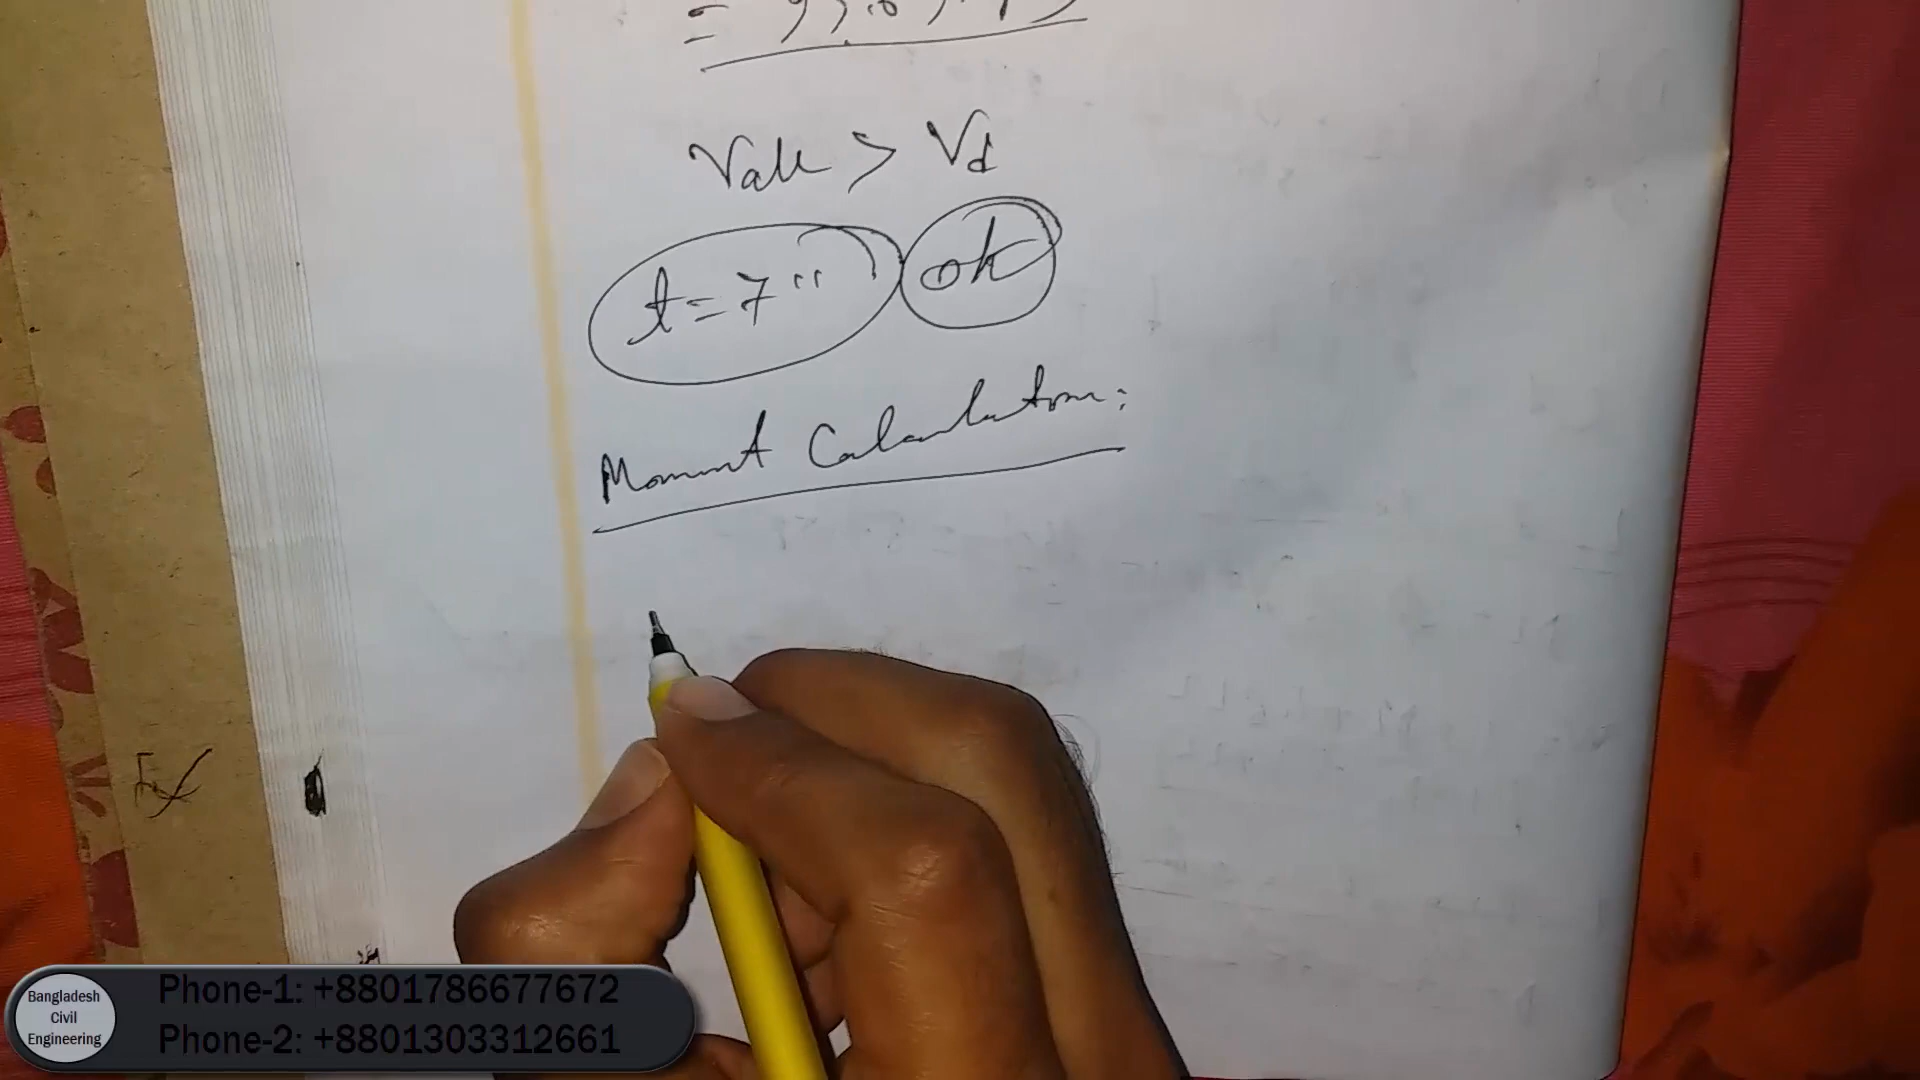 Vall > Vd
t = 7" ok
Moment Calculation:
Bangladesh
Civil
Engineering
Phone-1: +8801786677672
Phone-2: +8801303312661